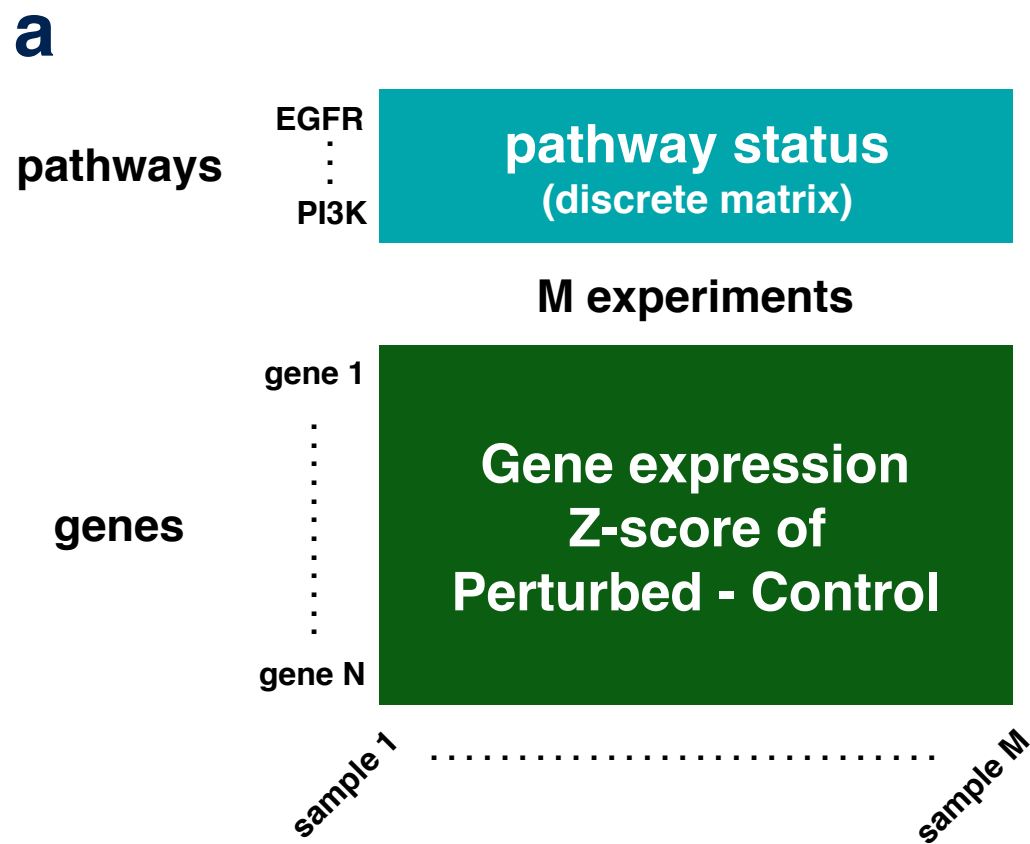 a
pathways
EGFR
PI3K
pathway status
(discrete matrix)
M experiments
genes
gene 1
gene N
Gene expression
Z-score of
Perturbed - Control
sample 1
sample M